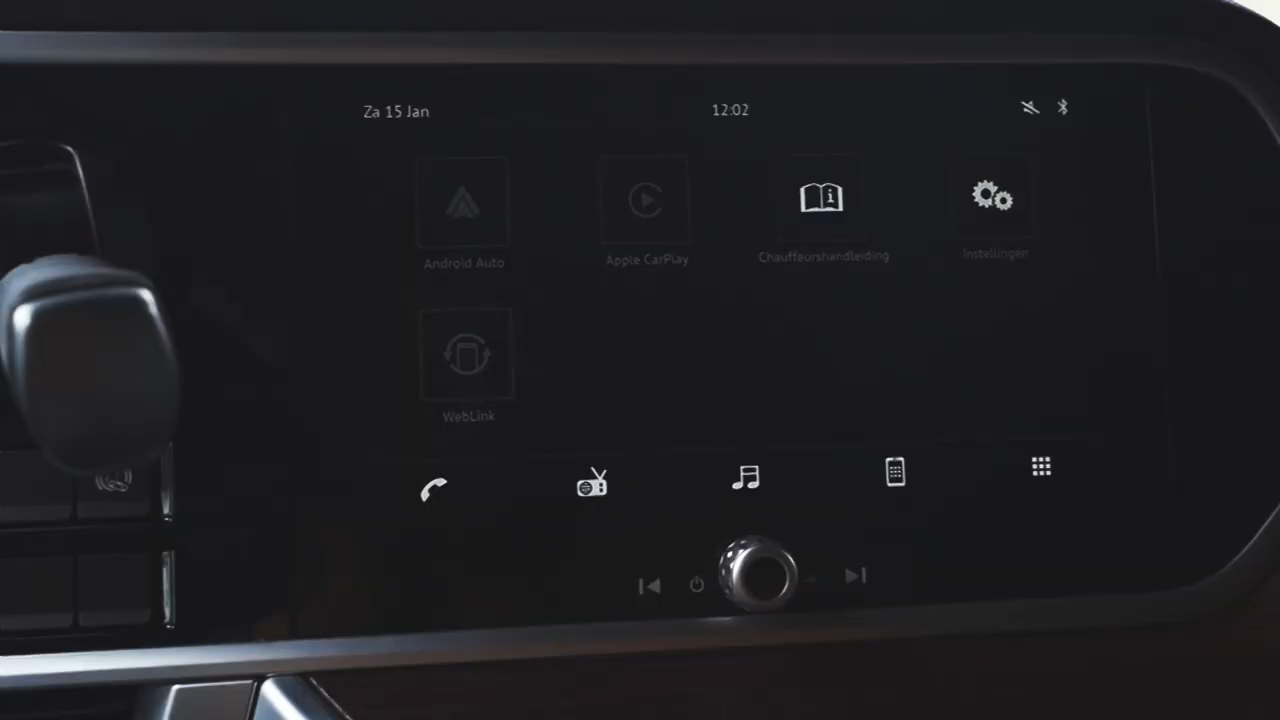 Za 15 Jan
12:02
Android Auto
Apple CarPlay
Chauffeurshandleiding
Instellingen
WebLink